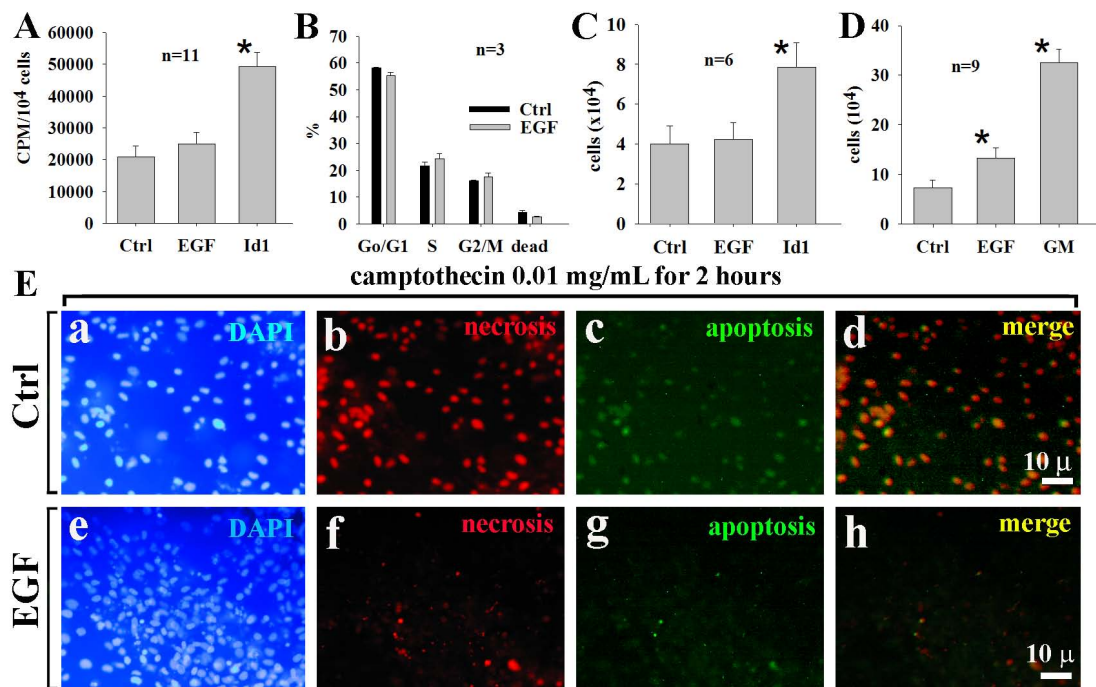 A
60000
50000
40000
30000
20000
10000
0
CPM/10⁴ cells
n=11
*
Ctrl EGF Id1
B
70
60
50
40
30
20
10
0
%
n=3
Ctrl
EGF
Go/G1 S G2/M dead
C
10
8
6
4
2
0
cells (x10⁴)
n=6
*
Ctrl EGF Id1
D
40
30
20
10
0
cells (10⁴)
n=9
*
*
Ctrl EGF GM
E
camptothecin 0.01 mg/mL for 2 hours
Ctrl
a DAPI
b necrosis
c apoptosis
d merge
10 μ
EGF
e DAPI
f necrosis
g apoptosis
h merge
10 μ